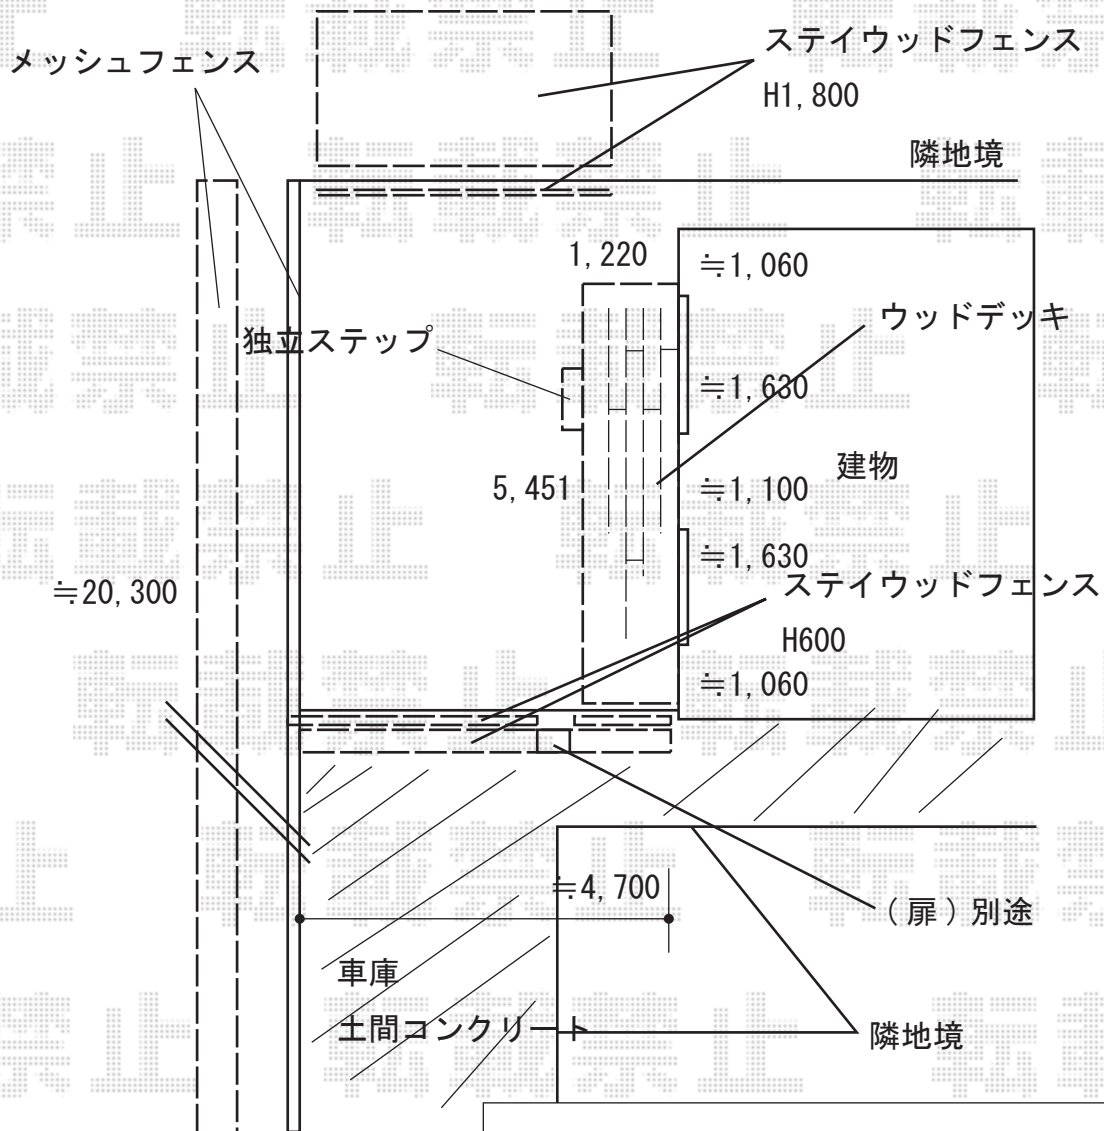 ステイウッドフェンス
H1,800
メッシュフェンス
隣地境
1,220
≒1,060
ウッドデッキ
独立ステップ
≒1,630
建物
5,451
≒1,100
≒1,630
ステイウッドフェンス
≒20,300
H600
≒1,060
≒4,700
(扉)別途
車庫
土間コンクリート
隣地境
転載禁止